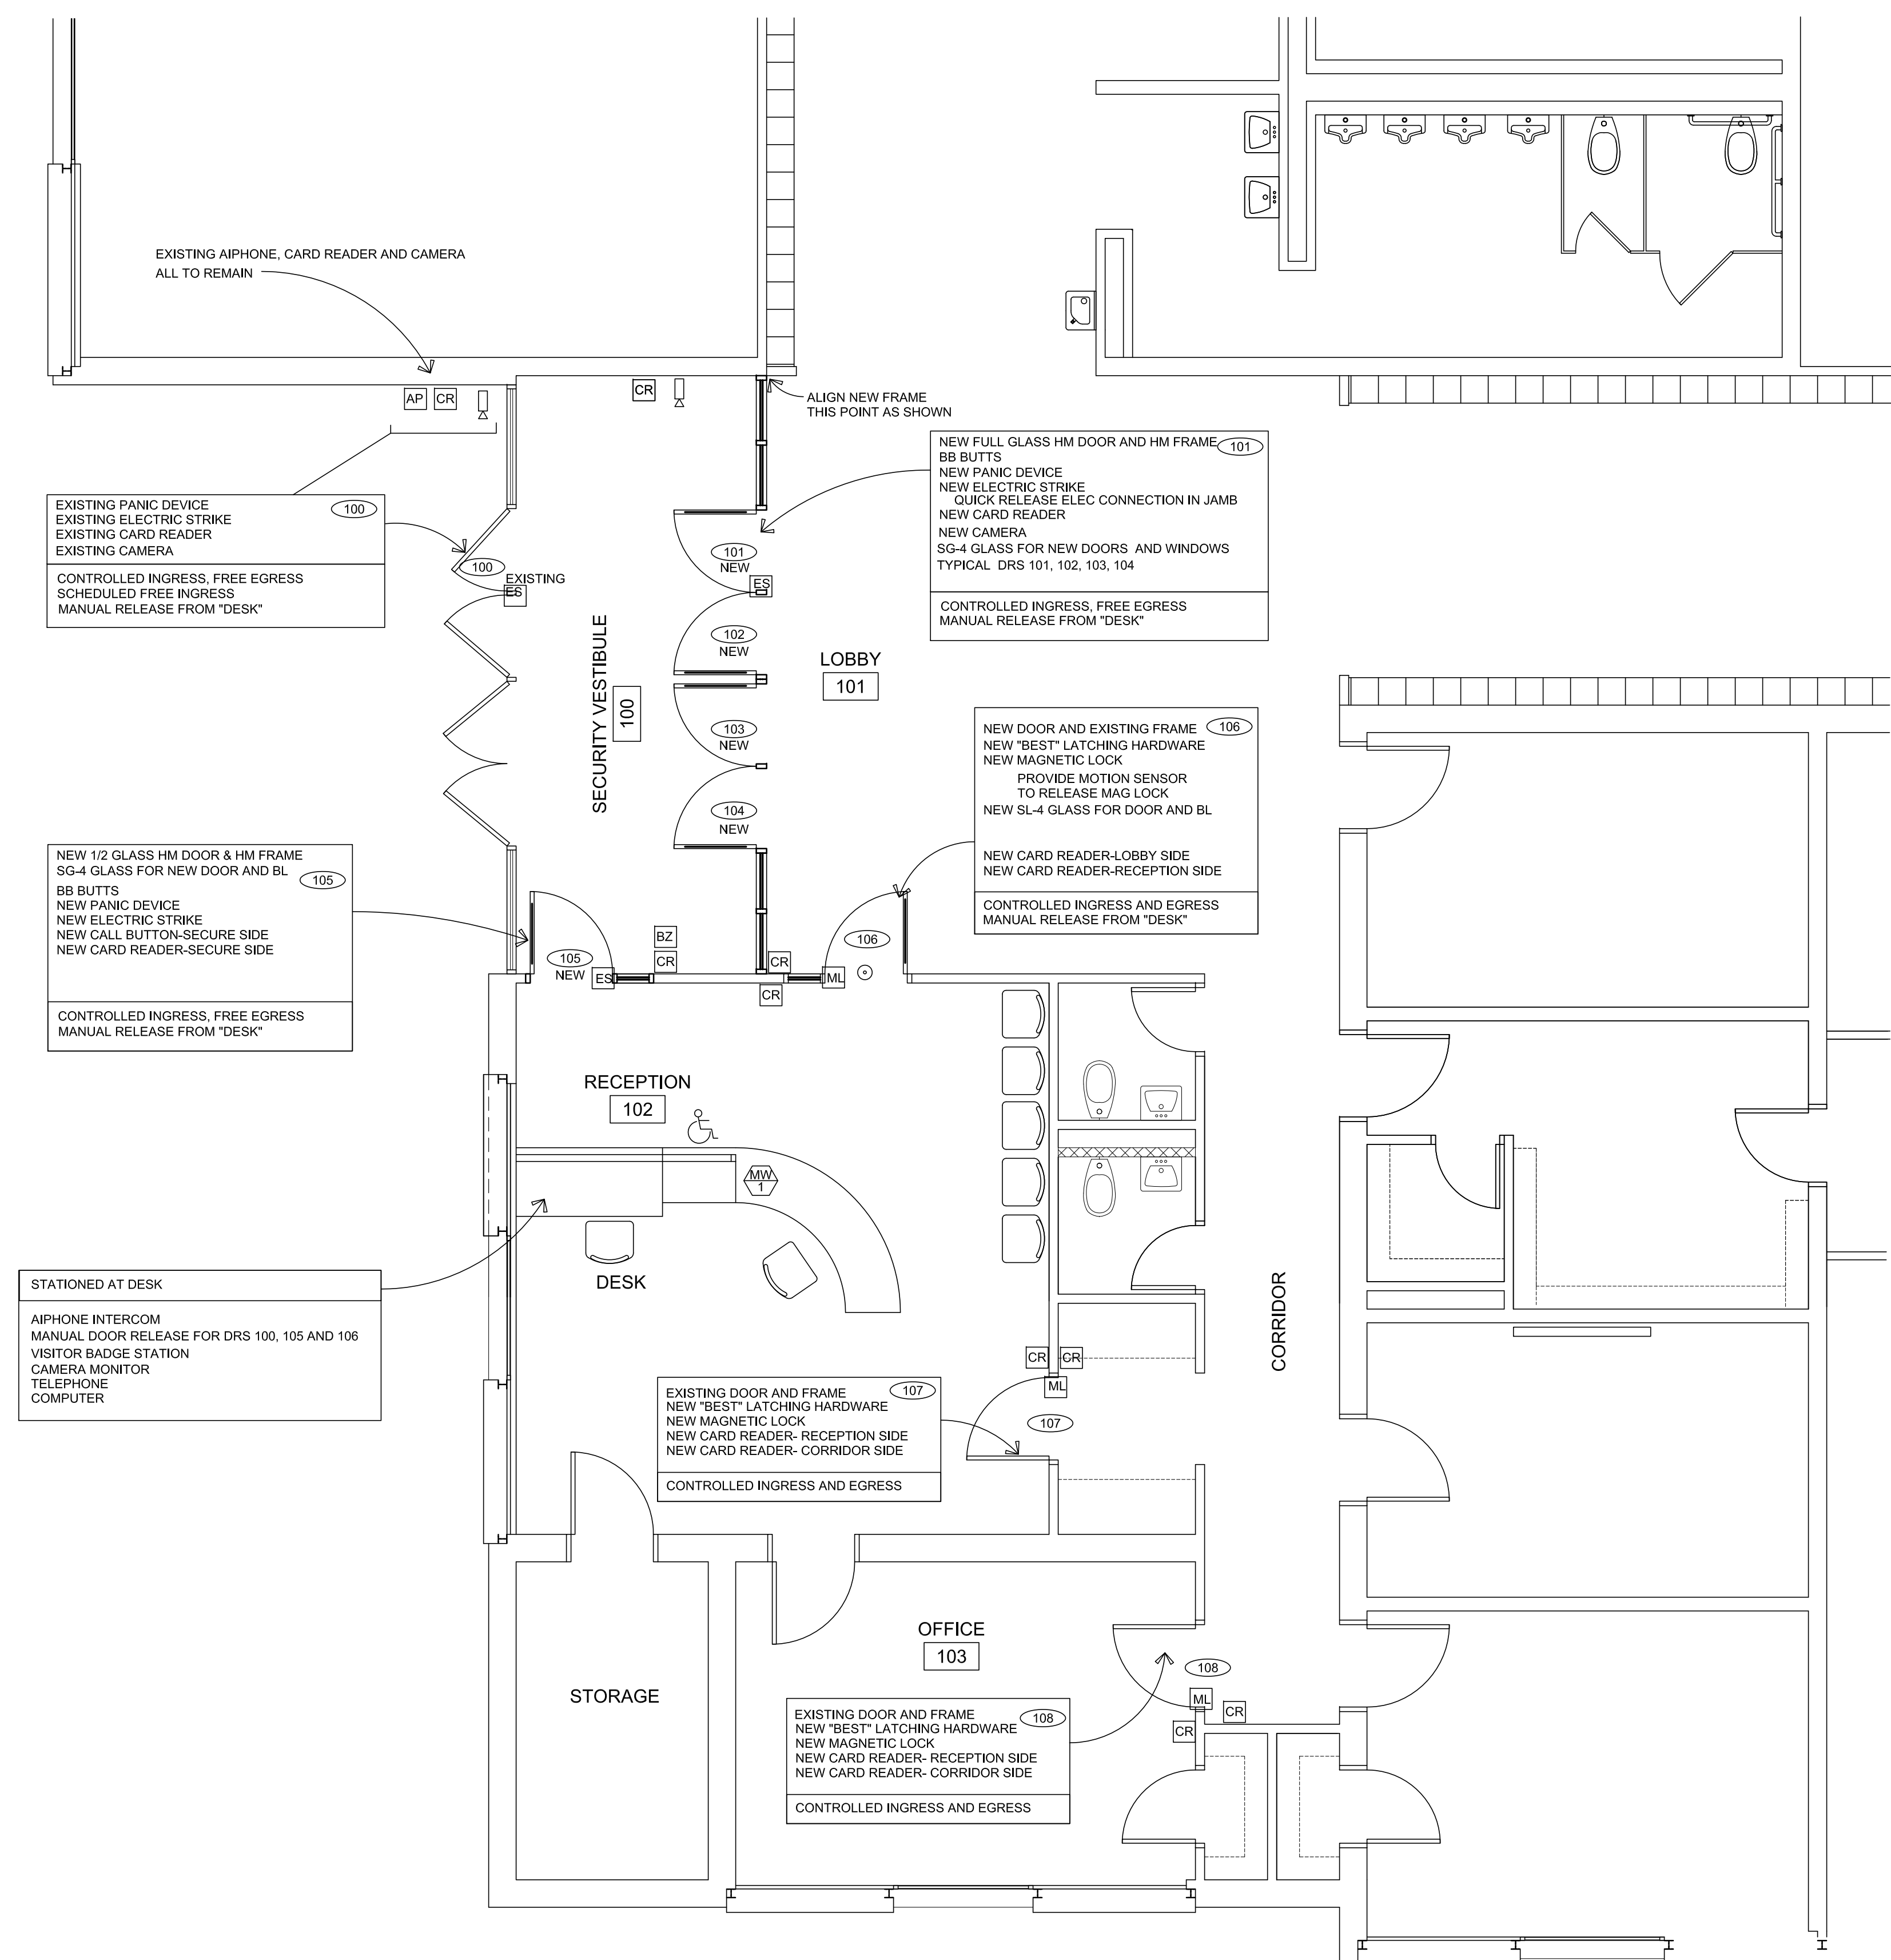 EXISTING AIPHONE, CARD READER AND CAMERA
ALL TO REMAIN
AP
CR
CR
ALIGN NEW FRAME
THIS POINT AS SHOWN
NEW FULL GLASS HM DOOR AND HM FRAME
101
BB BUTTS
NEW PANIC DEVICE
NEW ELECTRIC STRIKE
QUICK RELEASE ELEC CONNECTION IN JAMB
NEW CARD READER
NEW CAMERA
SG-4 GLASS FOR NEW DOORS AND WINDOWS
TYPICAL DRS 101, 102, 103, 104
CONTROLLED INGRESS, FREE EGRESS
MANUAL RELEASE FROM "DESK"
EXISTING PANIC DEVICE
100
EXISTING ELECTRIC STRIKE
EXISTING CARD READER
EXISTING CAMERA
CONTROLLED INGRESS, FREE EGRESS
SCHEDULED FREE INGRESS
MANUAL RELEASE FROM "DESK"
100
EXISTING
ES
101
NEW
ES
102
NEW
SECURITY VESTIBULE
100
LOBBY
101
103
NEW
104
NEW
NEW DOOR AND EXISTING FRAME
106
NEW "BEST" LATCHING HARDWARE
NEW MAGNETIC LOCK
PROVIDE MOTION SENSOR
TO RELEASE MAG LOCK
NEW SL-4 GLASS FOR DOOR AND BL
NEW CARD READER-LOBBY SIDE
NEW CARD READER-RECEPTION SIDE
CONTROLLED INGRESS AND EGRESS
MANUAL RELEASE FROM "DESK"
NEW 1/2 GLASS HM DOOR & HM FRAME
SG-4 GLASS FOR NEW DOOR AND BL
105
BB BUTTS
NEW PANIC DEVICE
NEW ELECTRIC STRIKE
NEW CALL BUTTON-SECURE SIDE
NEW CARD READER-SECURE SIDE
CONTROLLED INGRESS, FREE EGRESS
MANUAL RELEASE FROM "DESK"
105
NEW
ES
BZ
CR
CR
CR
ML
106
RECEPTION
102
MW
1
DESK
STATIONED AT DESK
AIPHONE INTERCOM
MANUAL DOOR RELEASE FOR DRS 100, 105 AND 106
VISITOR BADGE STATION
CAMERA MONITOR
TELEPHONE
COMPUTER
CORRIDOR
CR
CR
ML
107
EXISTING DOOR AND FRAME
107
NEW "BEST" LATCHING HARDWARE
NEW MAGNETIC LOCK
NEW CARD READER- RECEPTION SIDE
NEW CARD READER- CORRIDOR SIDE
CONTROLLED INGRESS AND EGRESS
OFFICE
103
STORAGE
108
ML
CR
CR
EXISTING DOOR AND FRAME
108
NEW "BEST" LATCHING HARDWARE
NEW MAGNETIC LOCK
NEW CARD READER- RECEPTION SIDE
NEW CARD READER- CORRIDOR SIDE
CONTROLLED INGRESS AND EGRESS